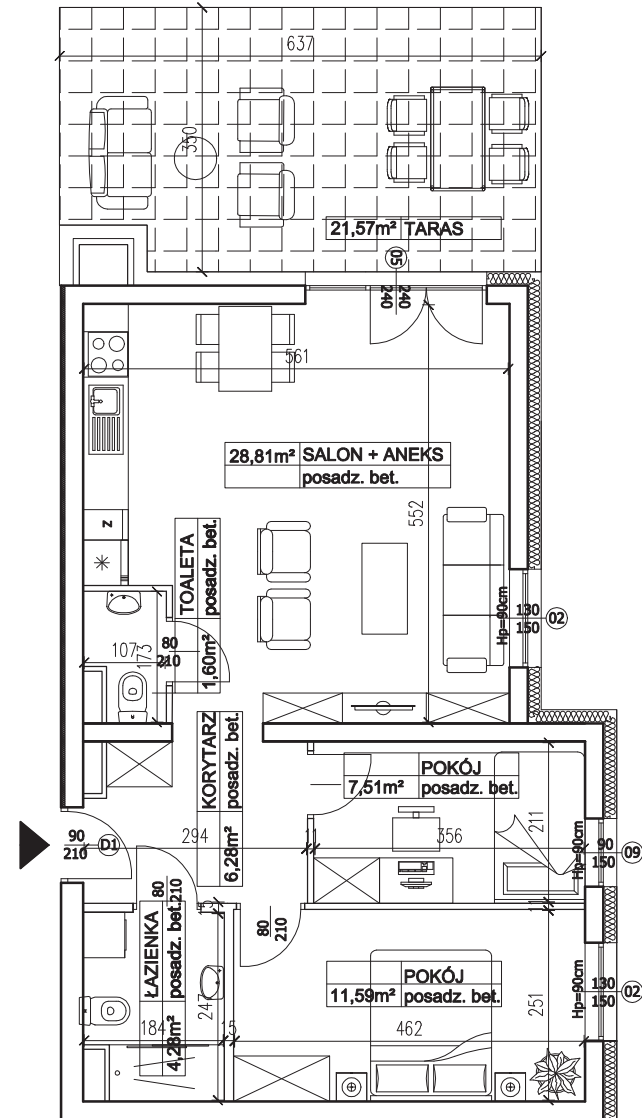 637
350
21,57m² TARAS
05
240
240
561
28,81m² SALON + ANEKS
posadz. bet.
552
Z
TOALETA
1,60m² posadz. bet.
107
173
80
210
Hp=90cm
130
150
02
KORYTARZ
6,28m² posadz. bet.
POKÓJ
7,51m² posadz. bet.
211
90
210
D1
294
11
356
Hp=90cm
90
150
09
80
210
ŁAZIENKA
4,28m² posadz. bet.
80
210
11
POKÓJ
11,59m² posadz. bet.
247
251
Hp=90cm
130
150
02
184
15
462